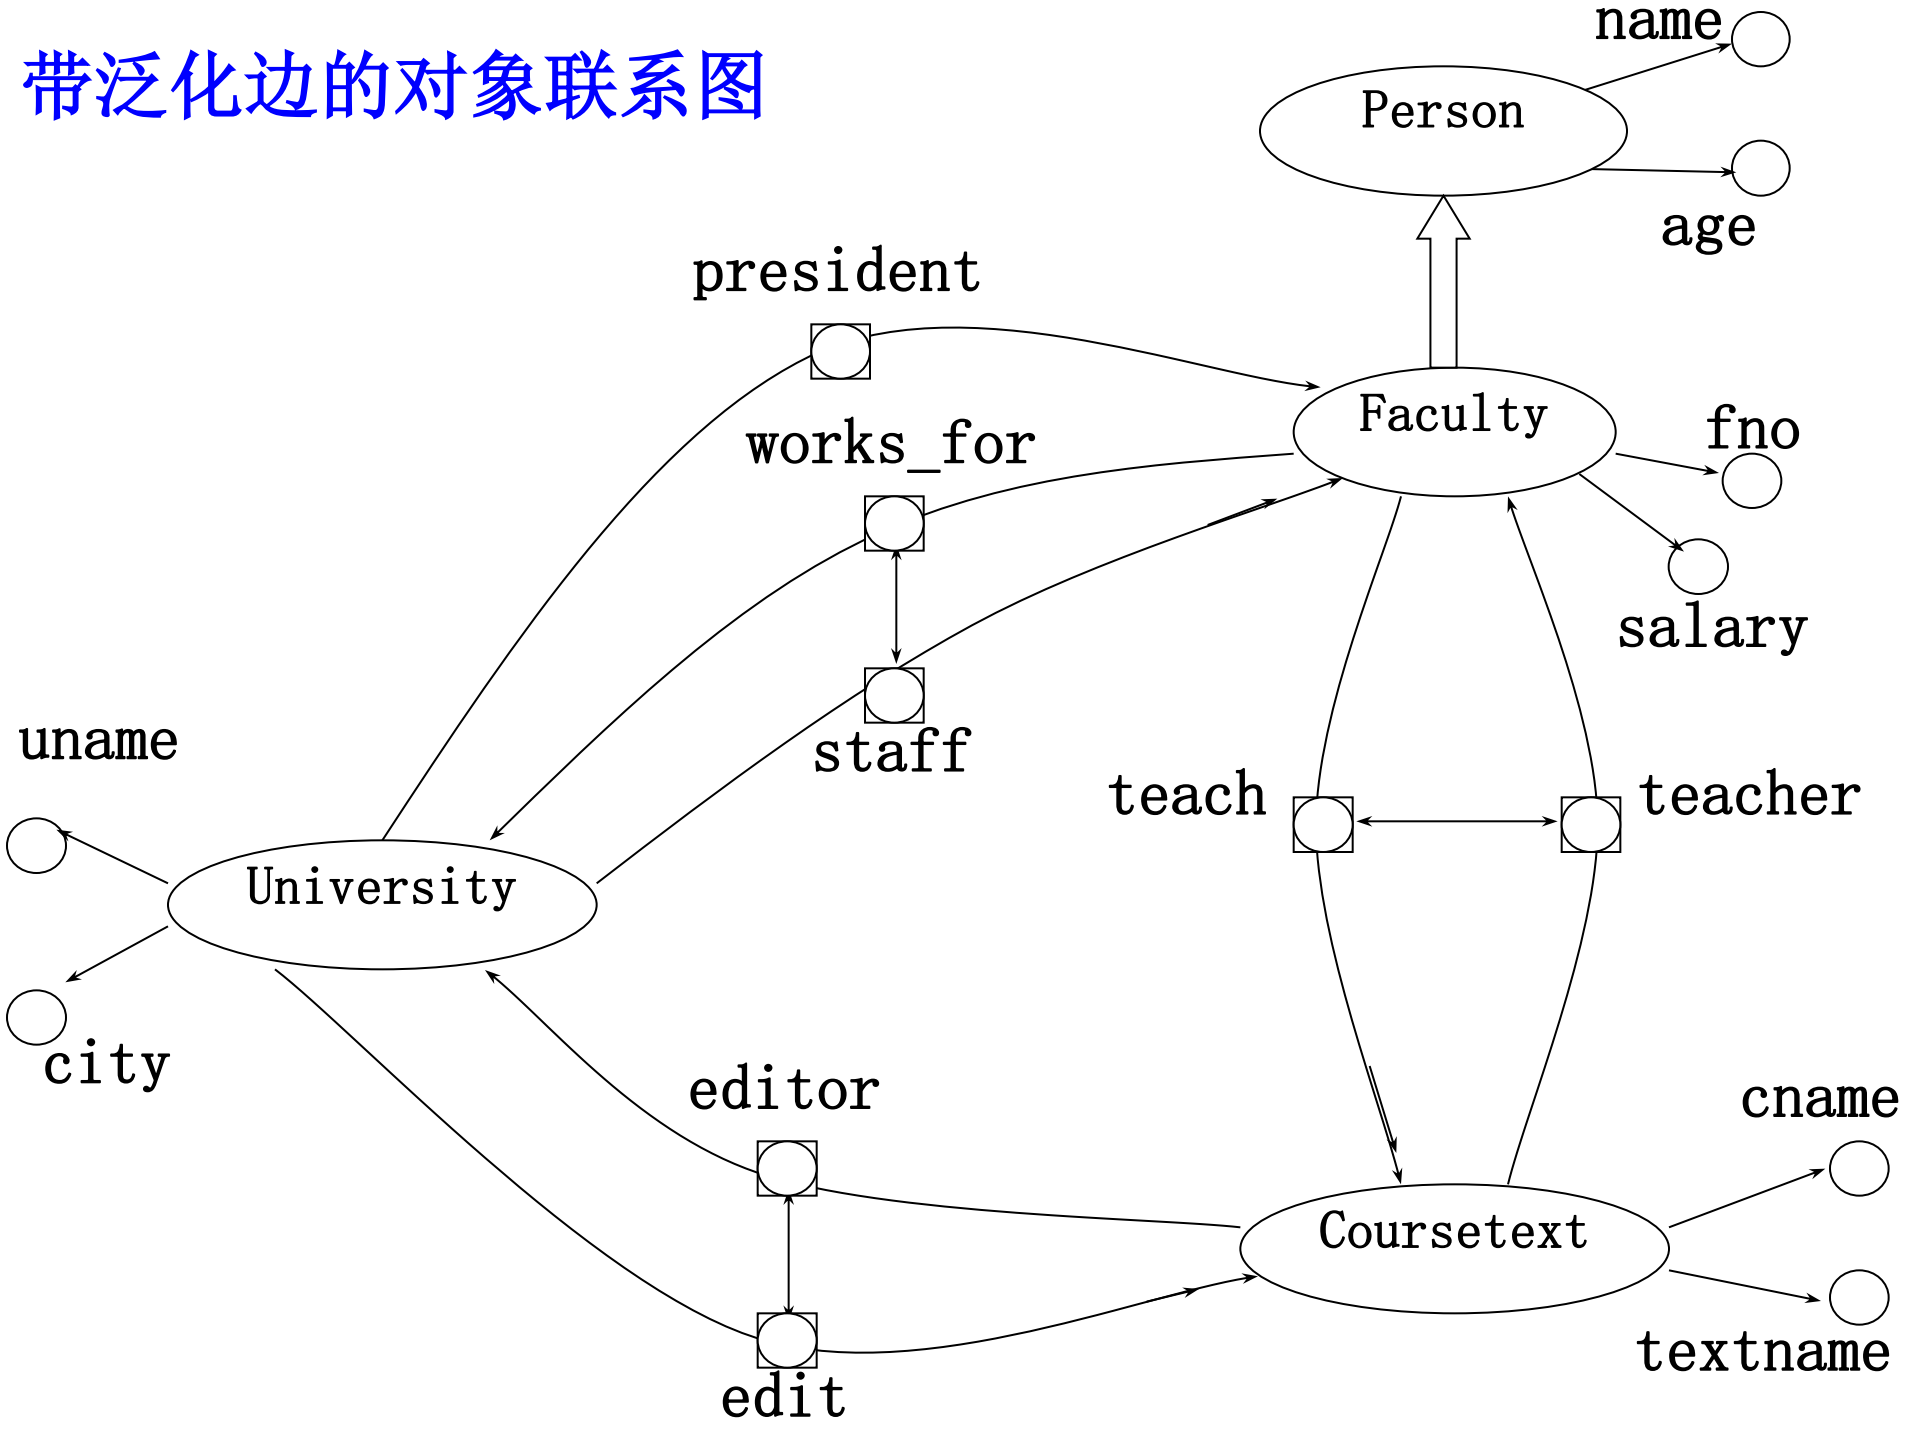 带泛化边的对象联系图
name
Person
age
president
Faculty
fno
works_for
salary
uname
staff
teach
teacher
University
city
editor
cname
Coursetext
textname
edit